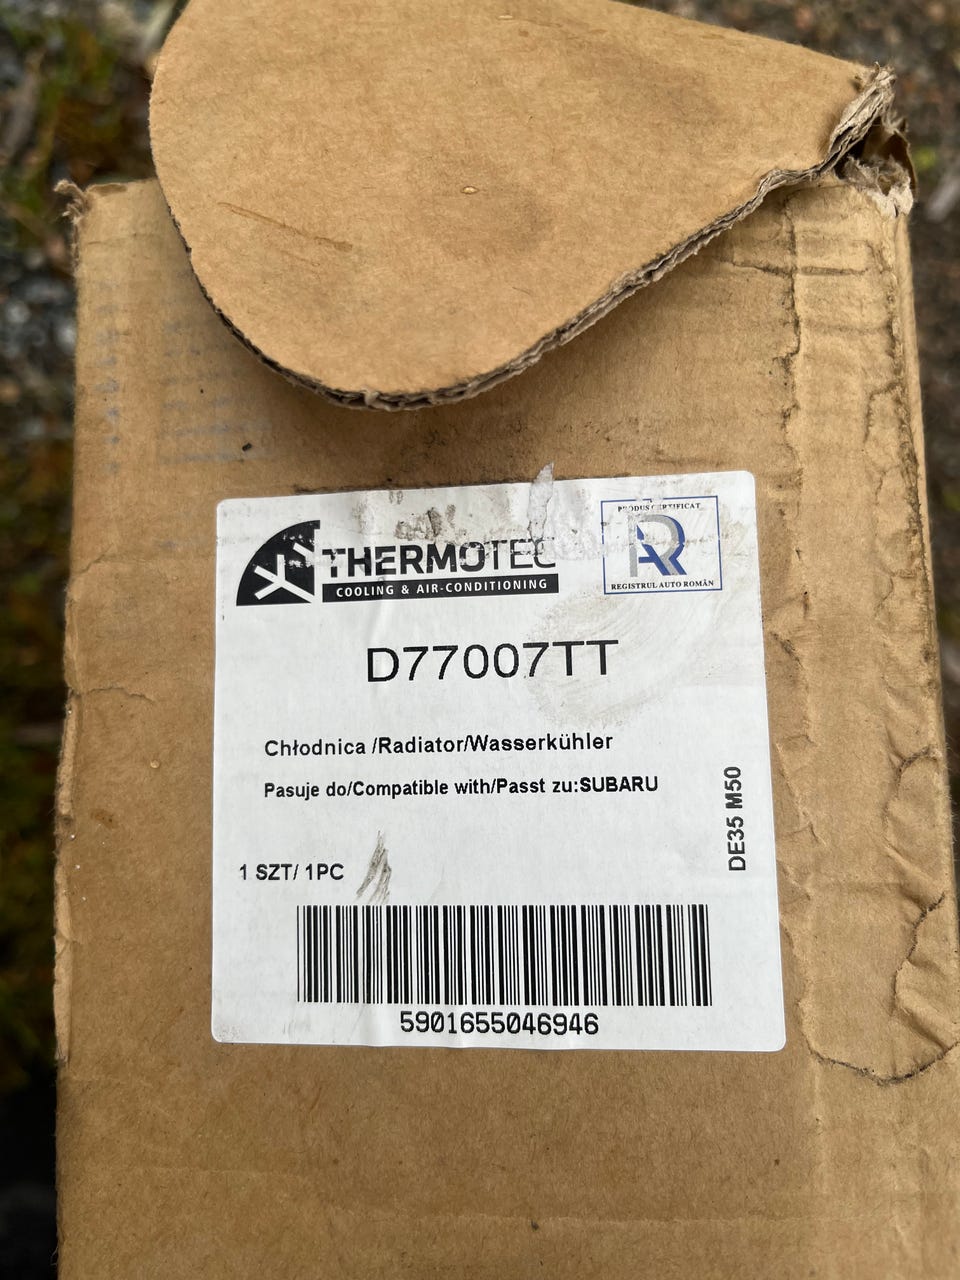 THERMOTEC
COOLING & AIR-CONDITIONING
PRODUS CERTIFICAT
RAR
REGISTRUL AUTO ROMÂN
D77007TT
Chłodnica /Radiator/Wasserkühler
Pasuje do/Compatible with/Passt zu:SUBARU
DE35 M50
1 SZT/ 1PC
5901655046946